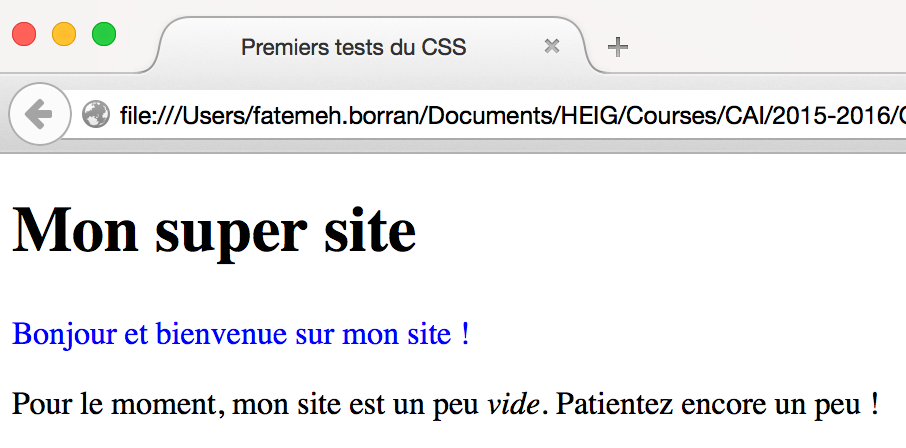 Premiers tests du CSS
file:///Users/fatemeh.borran/Documents/HEIG/Courses/CAI/2015-2016/
Mon super site
Bonjour et bienvenue sur mon site !
Pour le moment, mon site est un peu vide. Patientez encore un peu !